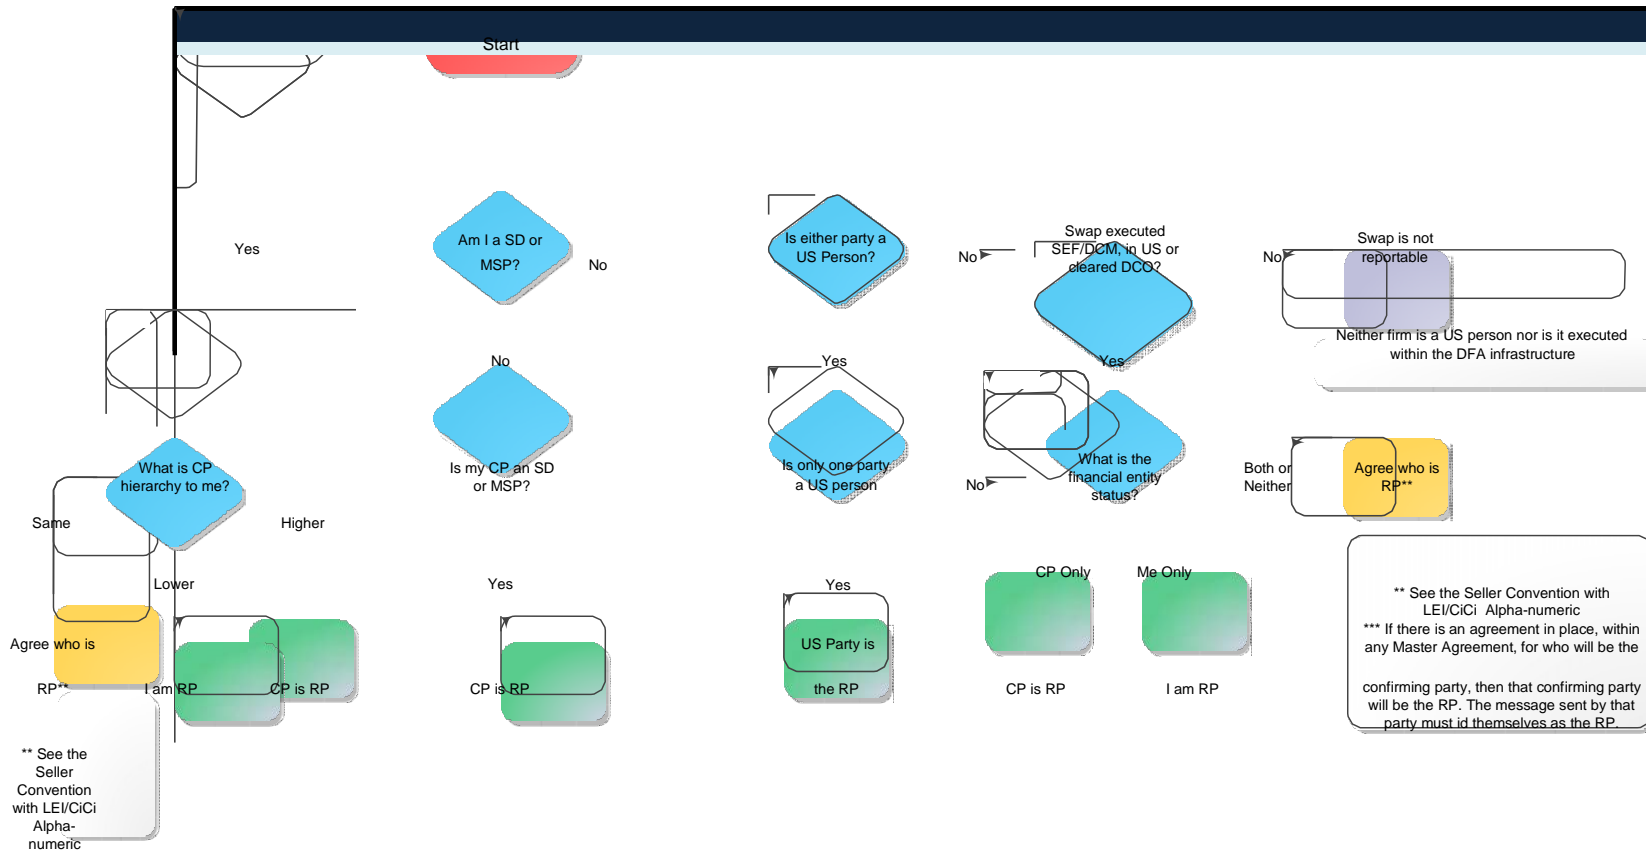 Start
Yes
Am I a SD or
MSP?
No
Is either party a
US Person?
No
Swap executed
SEF/DCM, in US or
cleared DCO?
No
Swap is not
reportable
Neither firm is a US person nor is it executed
within the DFA infrastructure
No
Yes
Yes
What is CP
hierarchy to me?
Is my CP an SD
or MSP?
Is only one party
a US person
No
What is the
financial entity
status?
Both or
Neither
Agree who is
RP**
Same
Higher
Lower
Yes
Yes
CP Only
Me Only
** See the Seller Convention with
LEI/CiCi Alpha-numeric
*** If there is an agreement in place, within
any Master Agreement, for who will be the
confirming party, then that confirming party
will be the RP. The message sent by that
party must id themselves as the RP.
Agree who is
RP**
I am RP
CP is RP
CP is RP
US Party is
the RP
CP is RP
I am RP
** See the
Seller
Convention
with LEI/CiCi
Alpha-
numeric